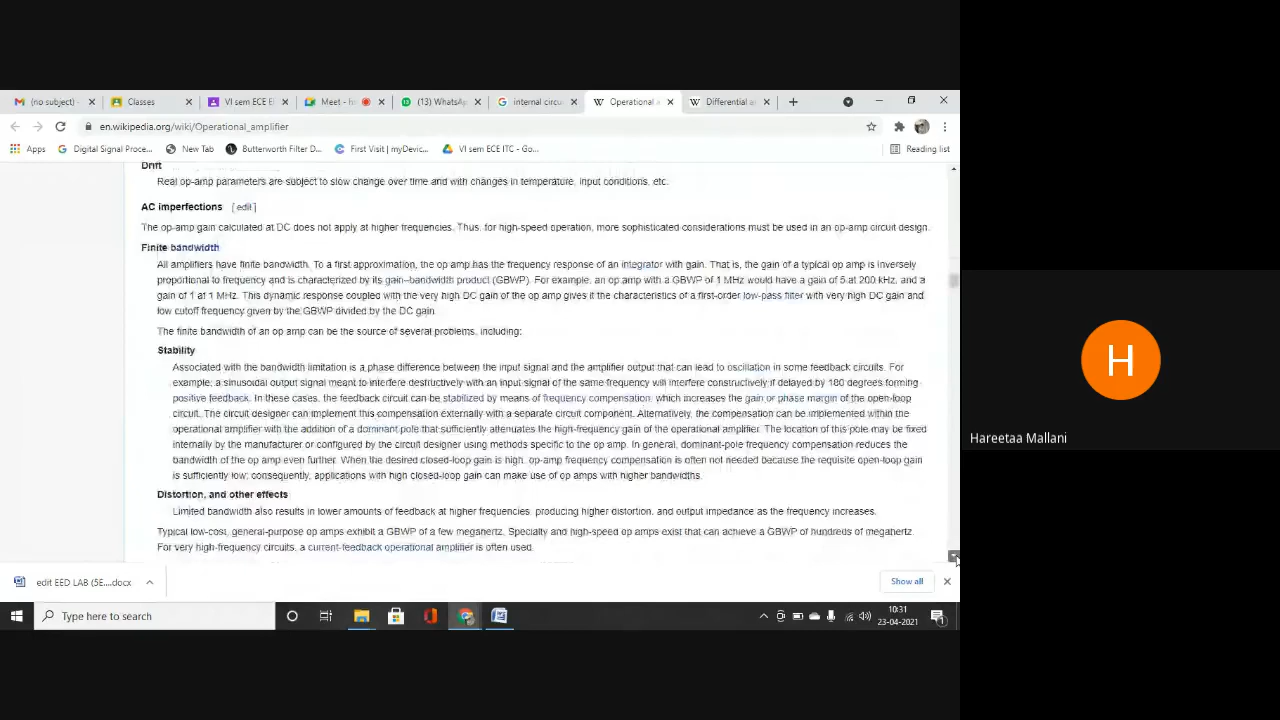 (no subject) -
Classes
VI sem ECE E
Meet - h
(13) WhatsA
internal circu
Operational a
Differential a
en.wikipedia.org/wiki/Operational_amplifier
Apps
Digital Signal Proce...
New Tab
Butterworth Filter D...
First Visit | myDevic...
VI sem ECE ITC - Go...
Reading list
Drift
Real op-amp parameters are subject to slow change over time and with changes in temperature, input conditions, etc.
AC imperfections [ edit ]
The op-amp gain calculated at DC does not apply at higher frequencies. Thus, for high-speed operation, more sophisticated considerations must be used in an op-amp circuit design.
Finite bandwidth
All amplifiers have finite bandwidth. To a first approximation, the op amp has the frequency response of an integrator with gain. That is, the gain of a typical op amp is inversely
proportional to frequency and is characterized by its gain–bandwidth product (GBWP). For example, an op amp with a GBWP of 1 MHz would have a gain of 5 at 200 kHz, and a
gain of 1 at 1 MHz. This dynamic response coupled with the very high DC gain of the op amp gives it the characteristics of a first-order low-pass filter with very high DC gain and
low cutoff frequency given by the GBWP divided by the DC gain.
The finite bandwidth of an op amp can be the source of several problems, including:
Stability
Associated with the bandwidth limitation is a phase difference between the input signal and the amplifier output that can lead to oscillation in some feedback circuits. For
example, a sinusoidal output signal meant to interfere destructively with an input signal of the same frequency will interfere constructively if delayed by 180 degrees forming
positive feedback. In these cases, the feedback circuit can be stabilized by means of frequency compensation, which increases the gain or phase margin of the open-loop
circuit. The circuit designer can implement this compensation externally with a separate circuit component. Alternatively, the compensation can be implemented within the
operational amplifier with the addition of a dominant pole that sufficiently attenuates the high-frequency gain of the operational amplifier. The location of this pole may be fixed
internally by the manufacturer or configured by the circuit designer using methods specific to the op amp. In general, dominant-pole frequency compensation reduces the
bandwidth of the op amp even further. When the desired closed-loop gain is high, op-amp frequency compensation is often not needed because the requisite open-loop gain
is sufficiently low; consequently, applications with high closed-loop gain can make use of op amps with higher bandwidths.
Distortion, and other effects
Limited bandwidth also results in lower amounts of feedback at higher frequencies, producing higher distortion, and output impedance as the frequency increases.
Typical low-cost, general-purpose op amps exhibit a GBWP of a few megahertz. Specialty and high-speed op amps exist that can achieve a GBWP of hundreds of megahertz.
For very high-frequency circuits, a current-feedback operational amplifier is often used.
edit EED LAB (5E....docx
Show all
Type here to search
10:31
23-04-2021
H
Hareetaa Mallani